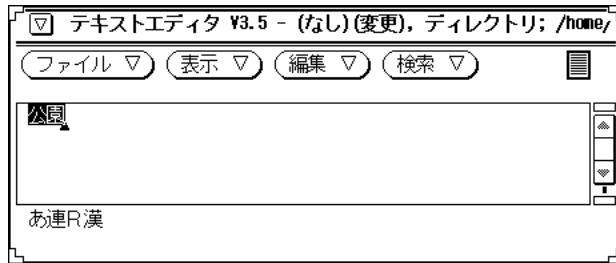 テキストエディタ V3.5 - (なし)(変更), ディレクトリ; /home/
ファイル ▽ 表示 ▽ 編集 ▽ 検索 ▽
公園
あ連R漢